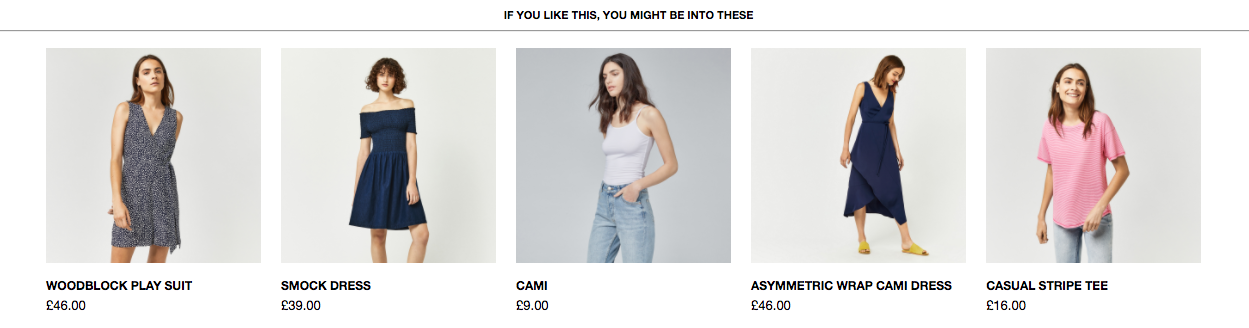 IF YOU LIKE THIS, YOU MIGHT BE INTO THESE
WOODBLOCK PLAY SUIT
£46.00
SMOCK DRESS
£39.00
CAMI
£9.00
ASYMMETRIC WRAP CAMI DRESS
£46.00
CASUAL STRIPE TEE
£16.00